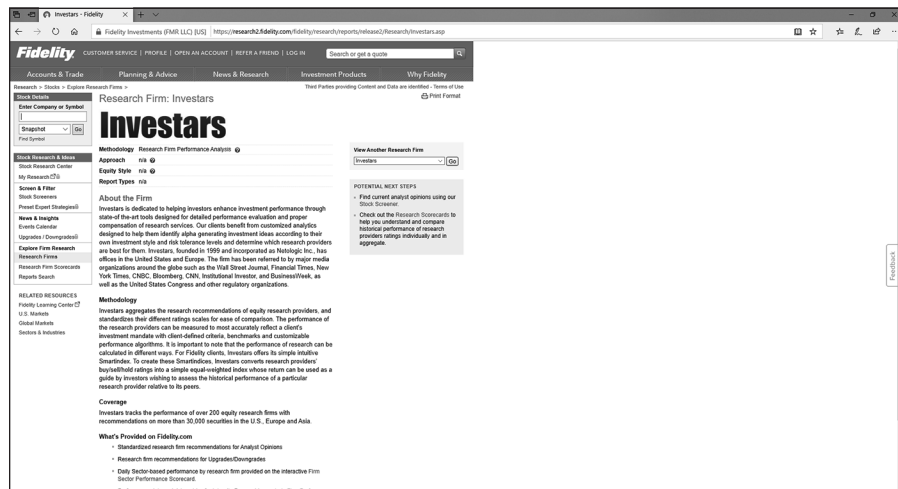 Investars - Fidelity
Fidelity Investments (FMR LLC) [US] https://research2.fidelity.com/fidelity/research/reports/release2/Research/Investars.asp
Fidelity CUSTOMER SERVICE | PROFILE | OPEN AN ACCOUNT | REFER A FRIEND | LOG IN Search or get a quote
Accounts & Trade Planning & Advice News & Research Investment Products Why Fidelity
Research > Stocks > Explore Research Firms > Third Parties providing Content and Data are identified - Terms of Use
Print Format
Stock Details
Enter Company or Symbol
Snapshot Go
Find Symbol
Stock Research & Ideas
Stock Research Center
My Research
Screen & Filter
Stock Screeners
Preset Expert Strategies
News & Insights
Events Calendar
Upgrades / Downgrades
Explore Firm Research
Research Firms
Research Firm Scorecards
Reports Search
RELATED RESOURCES
Fidelity Learning Center
U.S. Markets
Global Markets
Sectors & Industries
Research Firm: Investars
Investars
Methodology Research Firm Performance Analysis
Approach n/a
Equity Style n/a
Report Types n/a
About the Firm
Investars is dedicated to helping investors enhance investment performance through
state-of-the-art tools designed for detailed performance evaluation and proper
compensation of research services. Our clients benefit from customized analytics
designed to help them identify alpha generating investment ideas according to their
own investment style and risk tolerance levels and determine which research providers
are best for them. Investars, founded in 1999 and incorporated as Netologic Inc., has
offices in the United States and Europe. The firm has been referred to by major media
organizations around the globe such as the Wall Street Journal, Financial Times, New
York Times, CNBC, Bloomberg, CNN, Institutional Investor, and BusinessWeek, as
well as the United States Congress and other regulatory organizations.
Methodology
Investars aggregates the research recommendations of equity research providers, and
standardizes their different ratings scales for ease of comparison. The performance of
the research providers can be measured to most accurately reflect a client's
investment mandate with client-defined criteria, benchmarks and customizable
performance algorithms. It is important to note that the performance of research can be
calculated in different ways. For Fidelity clients, Investars offers its simple intuitive
Smartindex. To create these Smartindices, Investars converts research providers'
buy/sell/hold ratings into a simple equal-weighted index whose return can be used as a
guide by investors wishing to assess the historical performance of a particular
research provider relative to its peers.
Coverage
Investars tracks the performance of over 200 equity research firms with
recommendations on more than 30,000 securities in the U.S., Europe and Asia.
What's Provided on Fidelity.com
Standardized research firm recommendations for Analyst Opinions
Research firm recommendations for Upgrades/Downgrades
Daily Sector-based performance by research firm provided on the interactive Firm
Sector Performance Scorecard.
View Another Research Firm
Investars Go
POTENTIAL NEXT STEPS
Find current analyst opinions using our
Stock Screener.
Check out the Research Scorecards to
help you understand and compare
historical performance of research
providers ratings individually and in
aggregate.
Feedback